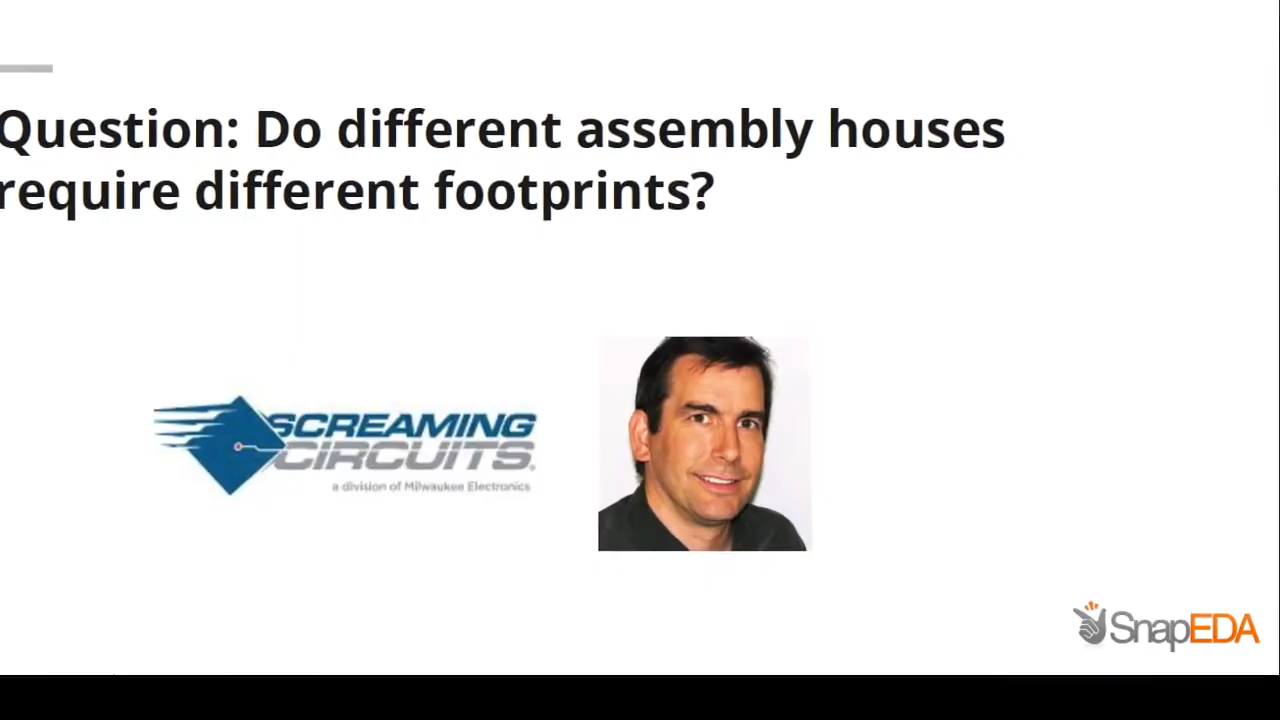 Question: Do different assembly houses
require different footprints?
SCREAMING
CIRCUITS®
a division of Milwaukee Electronics
SnapEDA